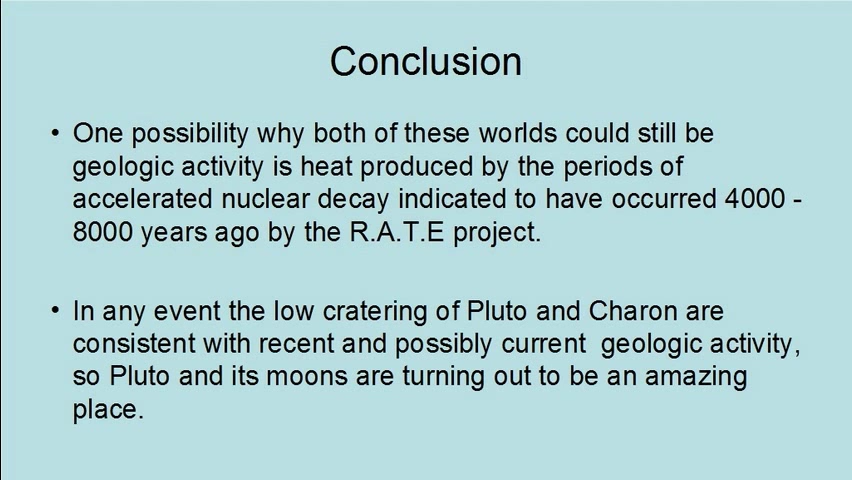 Conclusion
• One possibility why both of these worlds could still be
geologic activity is heat produced by the periods of
accelerated nuclear decay indicated to have occurred 4000 -
8000 years ago by the R.A.T.E project.
• In any event the low cratering of Pluto and Charon are
consistent with recent and possibly current  geologic activity,
so Pluto and its moons are turning out to be an amazing
place.